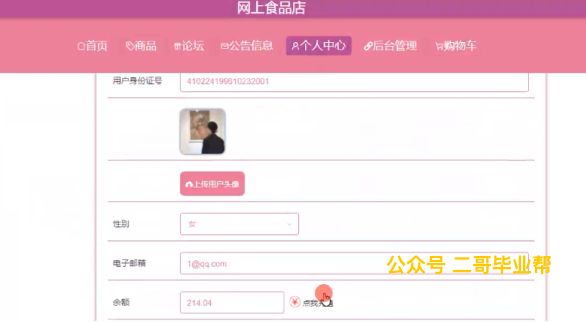 网上食品店
首页 商品 论坛 公告信息 个人中心 后台管理 购物车
用户身份证号 410224199610232001
上传用户头像
性别 女
电子邮箱 1@qq.com
公众号 二哥毕业帮
余额 214.04 点我